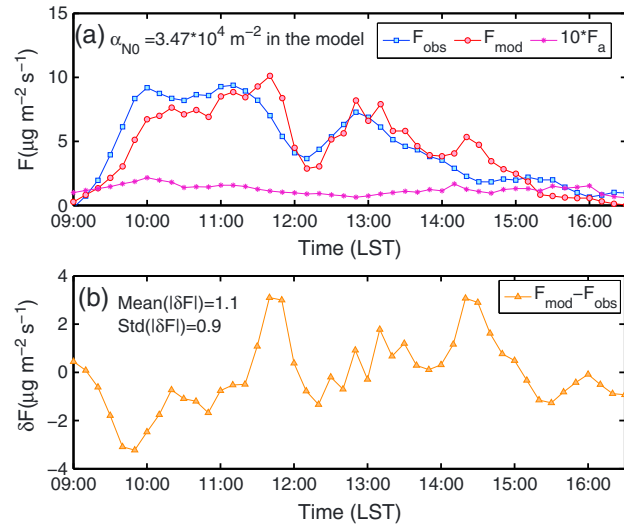 (a) α_N0 =3.47*10^4 m^−2 in the model
F_obs F_mod 10*F_a
F(μg m^−2 s^−1)
15
10
5
0
09:00 10:00 11:00 12:00 13:00 14:00 15:00 16:00
Time (LST)
(b) Mean(|δF|)=1.1
Std(|δF|)=0.9
F_mod−F_obs
δF(μg m^−2 s^−1)
4
2
0
−2
−4
09:00 10:00 11:00 12:00 13:00 14:00 15:00 16:00
Time (LST)